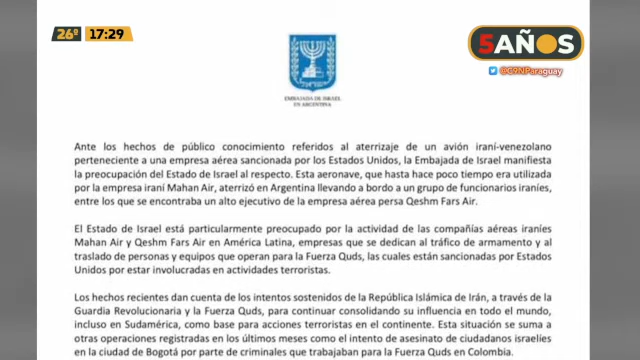 26º 17:29
5AÑOS
@C9NParaguay
EMBAJADA DE ISRAEL
EN ARGENTINA
Ante los hechos de público conocimiento referidos al aterrizaje de un avión iraní-venezolano
perteneciente a una empresa aérea sancionada por los Estados Unidos, la Embajada de Israel manifiesta
la preocupación del Estado de Israel al respecto. Esta aeronave, que hasta hace poco tiempo era utilizada
por la empresa iraní Mahan Air, aterrizó en Argentina llevando a bordo a un grupo de funcionarios iraníes,
entre los que se encontraba un alto ejecutivo de la empresa aérea persa Qeshm Fars Air.
El Estado de Israel está particularmente preocupado por la actividad de las compañías aéreas iraníes
Mahan Air y Qeshm Fars Air en América Latina, empresas que se dedican al tráfico de armamento y al
traslado de personas y equipos que operan para la Fuerza Quds, las cuales están sancionadas por Estados
Unidos por estar involucradas en actividades terroristas.
Los hechos recientes dan cuenta de los intentos sostenidos de la República Islámica de Irán, a través de la
Guardia Revolucionaria y la Fuerza Quds, para continuar consolidando su influencia en todo el mundo,
incluso en Sudamérica, como base para acciones terroristas en el continente. Esta situación se suma a
otras operaciones registradas en los últimos meses como el intento de asesinato de ciudadanos israelíes
en la ciudad de Bogotá por parte de criminales que trabajaban para la Fuerza Quds en Colombia.